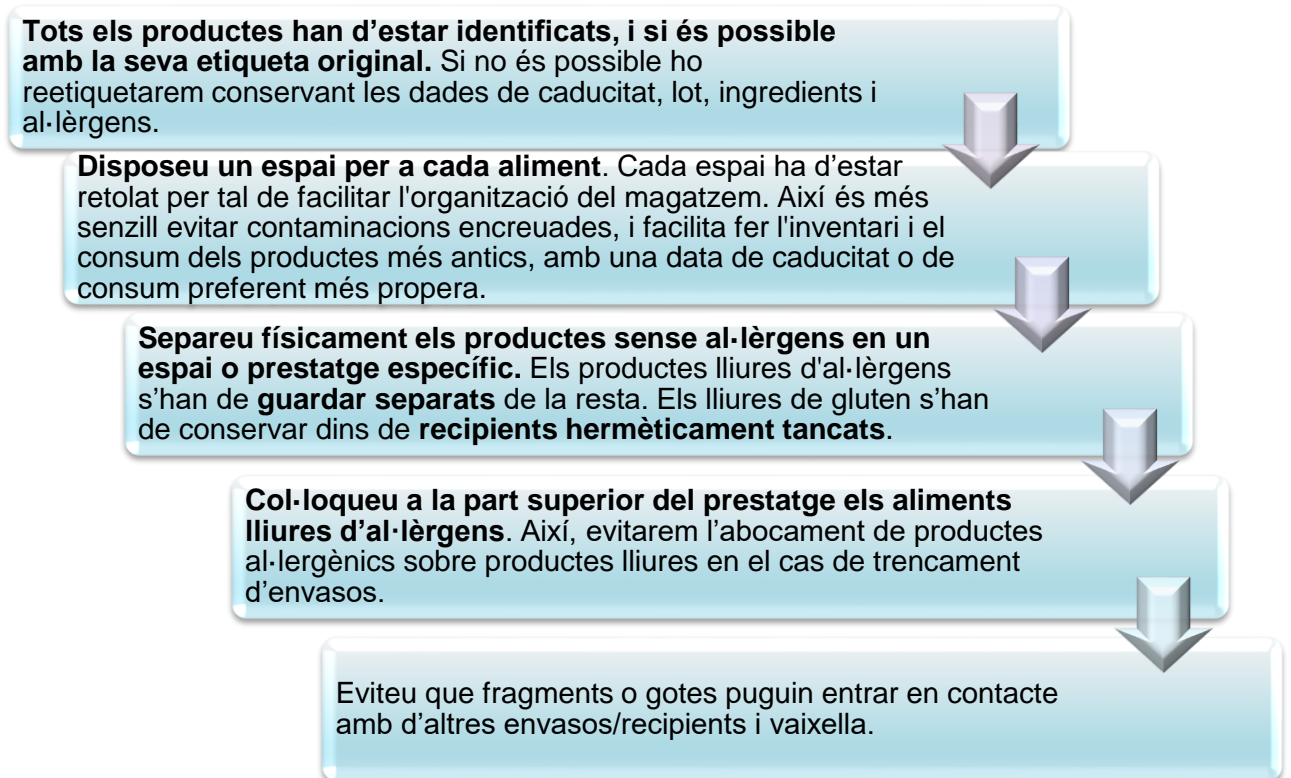 Tots els productes han d’estar identificats, i si és possible
amb la seva etiqueta original. Si no és possible ho
reetiquetarem conservant les dades de caducitat, lot, ingredients i
al·lèrgens.
Disposeu un espai per a cada aliment. Cada espai ha d’estar
retolat per tal de facilitar l'organització del magatzem. Així és més
senzill evitar contaminacions encreuades, i facilita fer l'inventari i el
consum dels productes més antics, amb una data de caducitat o de
consum preferent més propera.
Separeu físicament els productes sense al·lèrgens en un
espai o prestatge específic. Els productes lliures d'al·lèrgens
s’han de guardar separats de la resta. Els lliures de gluten s’han
de conservar dins de recipients hermèticament tancats.
Col·loqueu a la part superior del prestatge els aliments
lliures d’al·lèrgens. Així, evitarem l’abocament de productes
al·lergènics sobre productes lliures en el cas de trencament
d’envasos.
Eviteu que fragments o gotes puguin entrar en contacte
amb d’altres envasos/recipients i vaixella.